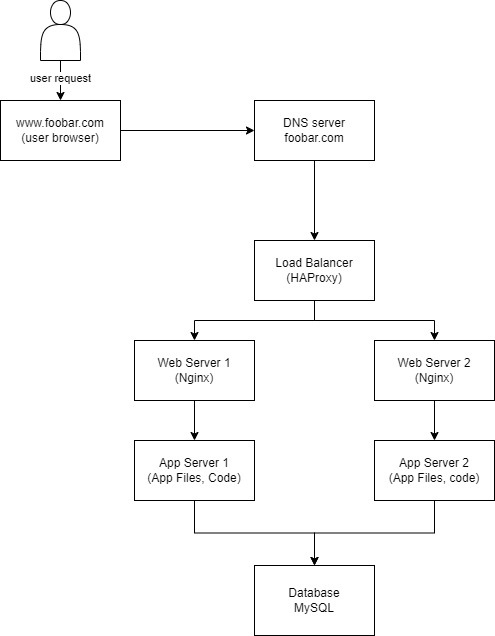 user request
www.foobar.com
(user browser)
DNS server
foobar.com
Load Balancer
(HAProxy)
Web Server 1
(Nginx)
Web Server 2
(Nginx)
App Server 1
(App Files, Code)
App Server 2
(App Files, code)
Database
MySQL